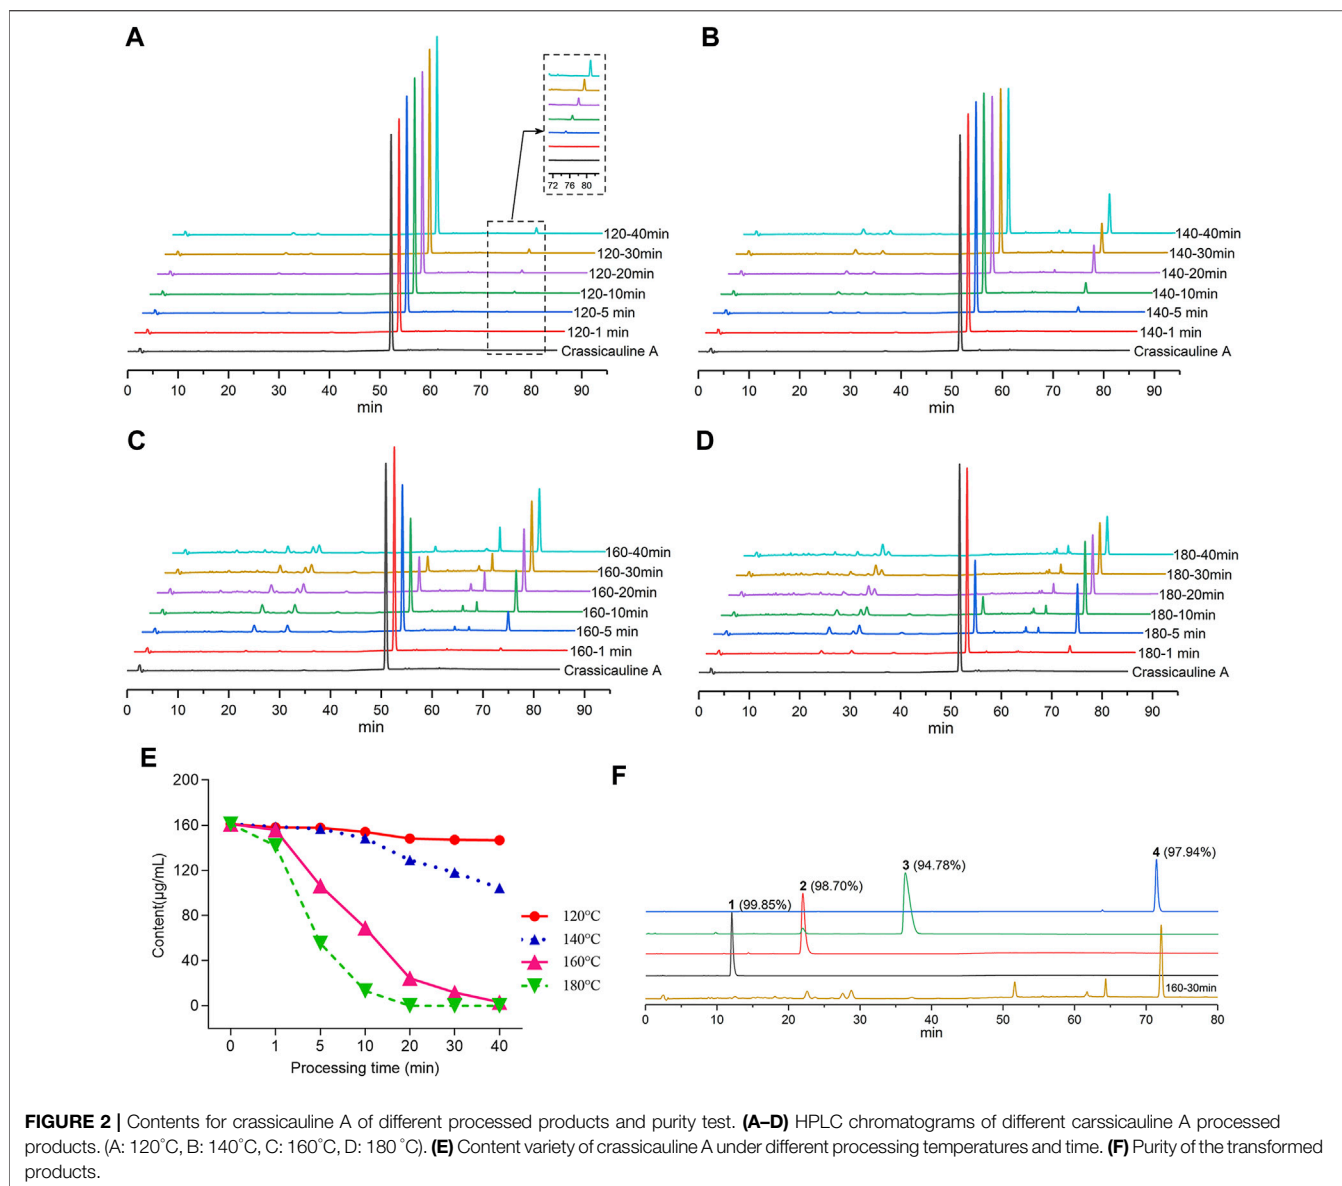 A
72 76 80
120-40min
120-30min
120-20min
120-10min
120-5 min
120-1 min
Crassicauline A
0 10 20 30 40 50 60 70 80 90
min
B
140-40min
140-30min
140-20min
140-10min
140-5 min
140-1 min
Crassicauline A
0 10 20 30 40 50 60 70 80 90
min
C
160-40min
160-30min
160-20min
160-10min
160-5 min
160-1 min
Crassicauline A
0 10 20 30 40 50 60 70 80 90
min
D
180-40min
180-30min
180-20min
180-10min
180-5 min
180-1 min
Crassicauline A
0 10 20 30 40 50 60 70 80 90
min
E
200
160
120
80
40
0
Content(μg/mL)
0 1 5 10 20 30 40
Processing time (min)
120°C
140°C
160°C
180°C
F
1 (99.85%)
2 (98.70%)
3 (94.78%)
4 (97.94%)
160-30min
0 10 20 30 40 50 60 70 80
min
FIGURE 2 | Contents for crassicauline A of different processed products and purity test. (A–D) HPLC chromatograms of different carssicauline A processed
products. (A: 120°C, B: 140°C, C: 160°C, D: 180 °C). (E) Content variety of crassicauline A under different processing temperatures and time. (F) Purity of the transformed
products.